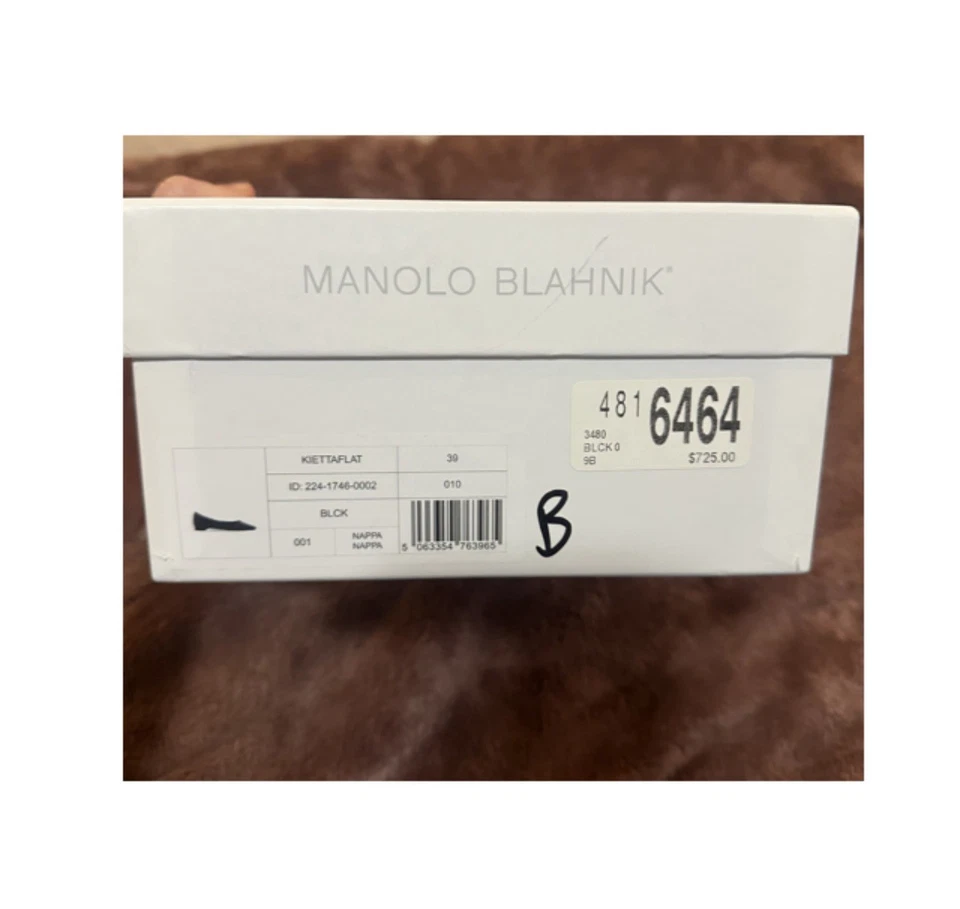 MANOLO BLAHNIK®
481 6464
3480
BLCK 0
9B $725.00
KIETTAFLAT 39
ID: 224-1746-0002 010
BLCK
001 NAPPA
NAPPA
5 063354 763965
B